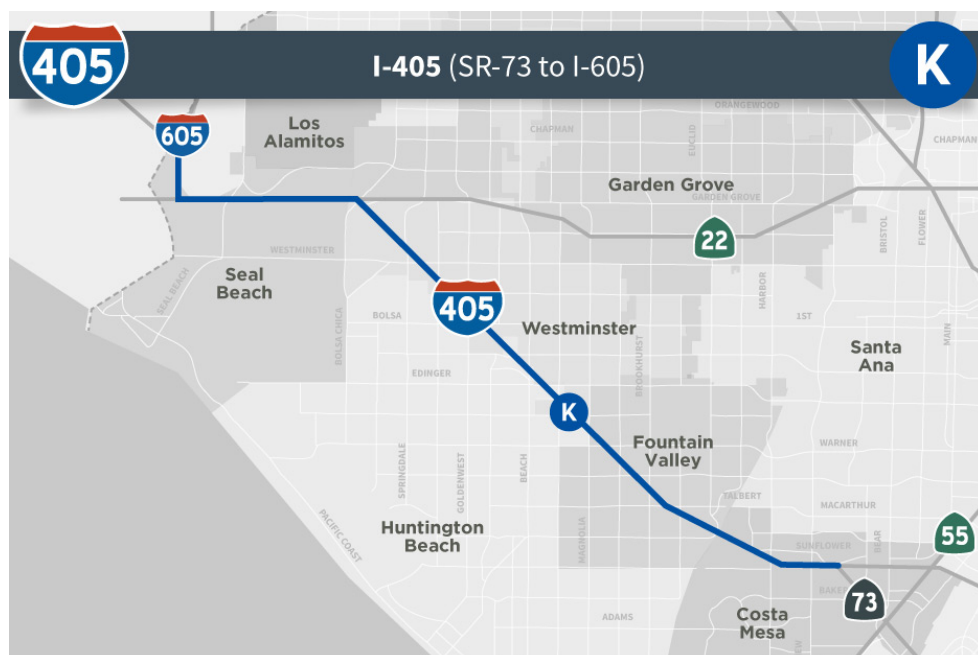 405
I-405 (SR-73 to I-605)
K
605
Los
Alamitos
ORANGEWOOD
CHAPMAN
EUCLID
CHAPMAN
Garden Grove
GARDEN GROVE
22
BRISTOL
FLOWER
WESTMINSTER
SEAL BEACH
Seal
Beach
HARBOR
405
BOLSA CHICA
BOLSA
Westminster
1ST
MAIN
BROOKHURST
Santa
Ana
EDINGER
K
Fountain
Valley
WARNER
SPRINGDALE
GOLDENWEST
BEACH
TALBERT
MACARTHUR
PACIFIC COAST
Huntington
Beach
MAGNOLIA
SUNFLOWER
BEAR
55
BAKER
73
ADAMS
Costa
Mesa